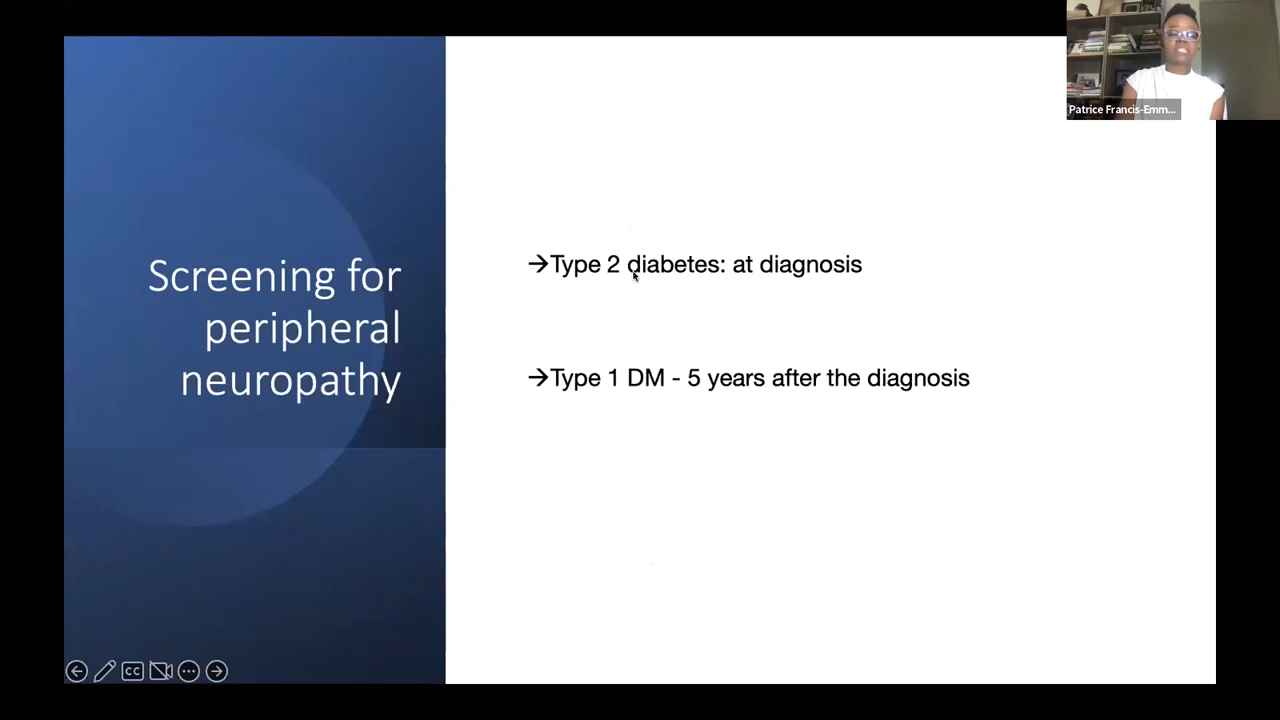 Patrice Francis-Emm...
Screening for
peripheral
neuropathy
→Type 2 diabetes: at diagnosis
→Type 1 DM - 5 years after the diagnosis
CC